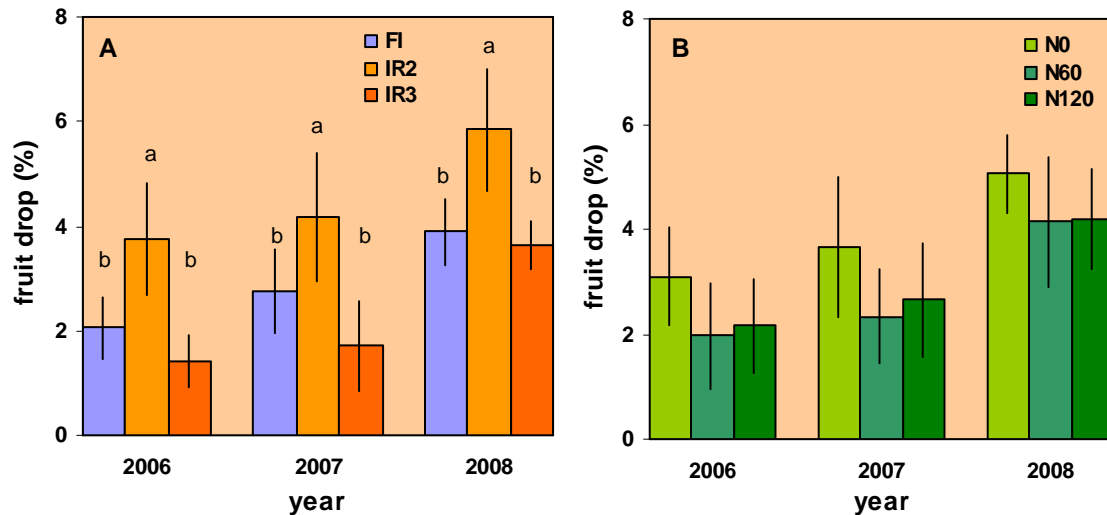 A
FI
IR2
IR3
8
6
4
2
0
fruit drop (%)
b a b
b a b
b a b
2006 2007 2008
year
B
N0
N60
N120
8
6
4
2
0
fruit drop (%)
2006 2007 2008
year